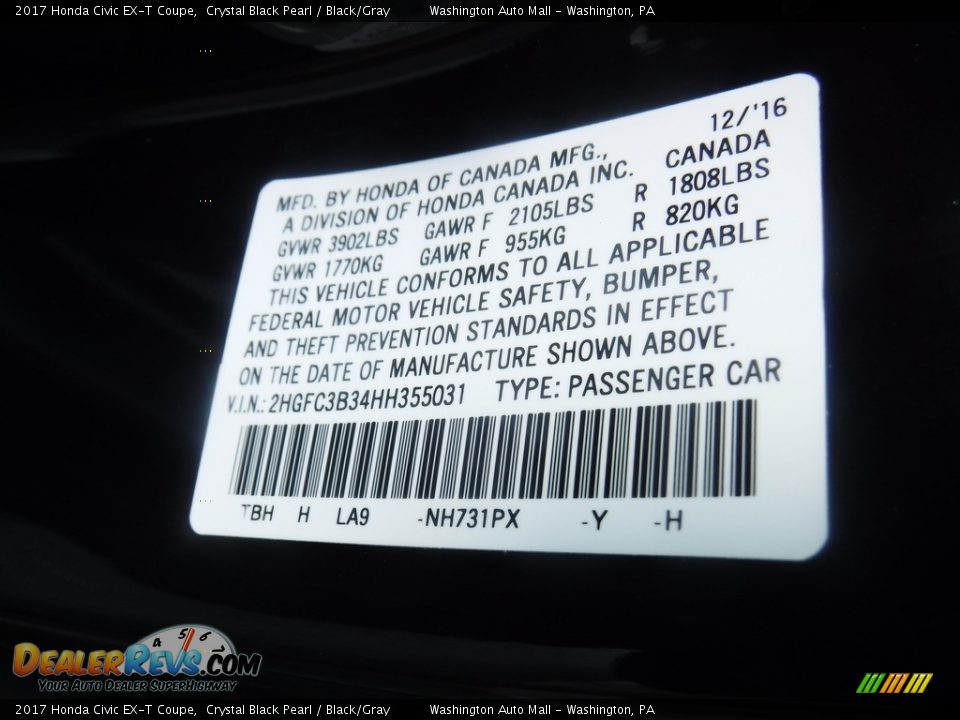 2017 Honda Civic EX-T Coupe, Crystal Black Pearl / Black/Gray Washington Auto Mall - Washington, PA
12/'16
MFD. BY HONDA OF CANADA MFG., CANADA
A DIVISION OF HONDA CANADA INC.
GVWR 3902LBS GAWR F 2105LBS R 1808LBS
GVWR 1770KG GAWR F 955KG R 820KG
THIS VEHICLE CONFORMS TO ALL APPLICABLE
FEDERAL MOTOR VEHICLE SAFETY, BUMPER,
AND THEFT PREVENTION STANDARDS IN EFFECT
ON THE DATE OF MANUFACTURE SHOWN ABOVE.
V.I.N.: 2HGFC3B34HH355031 TYPE: PASSENGER CAR
TBH H LA9 -NH731PX -Y -H
4 5 6
DEALERREVS.COM
YOUR AUTO DEALER SUPERHIGHWAY
2017 Honda Civic EX-T Coupe, Crystal Black Pearl / Black/Gray Washington Auto Mall - Washington, PA